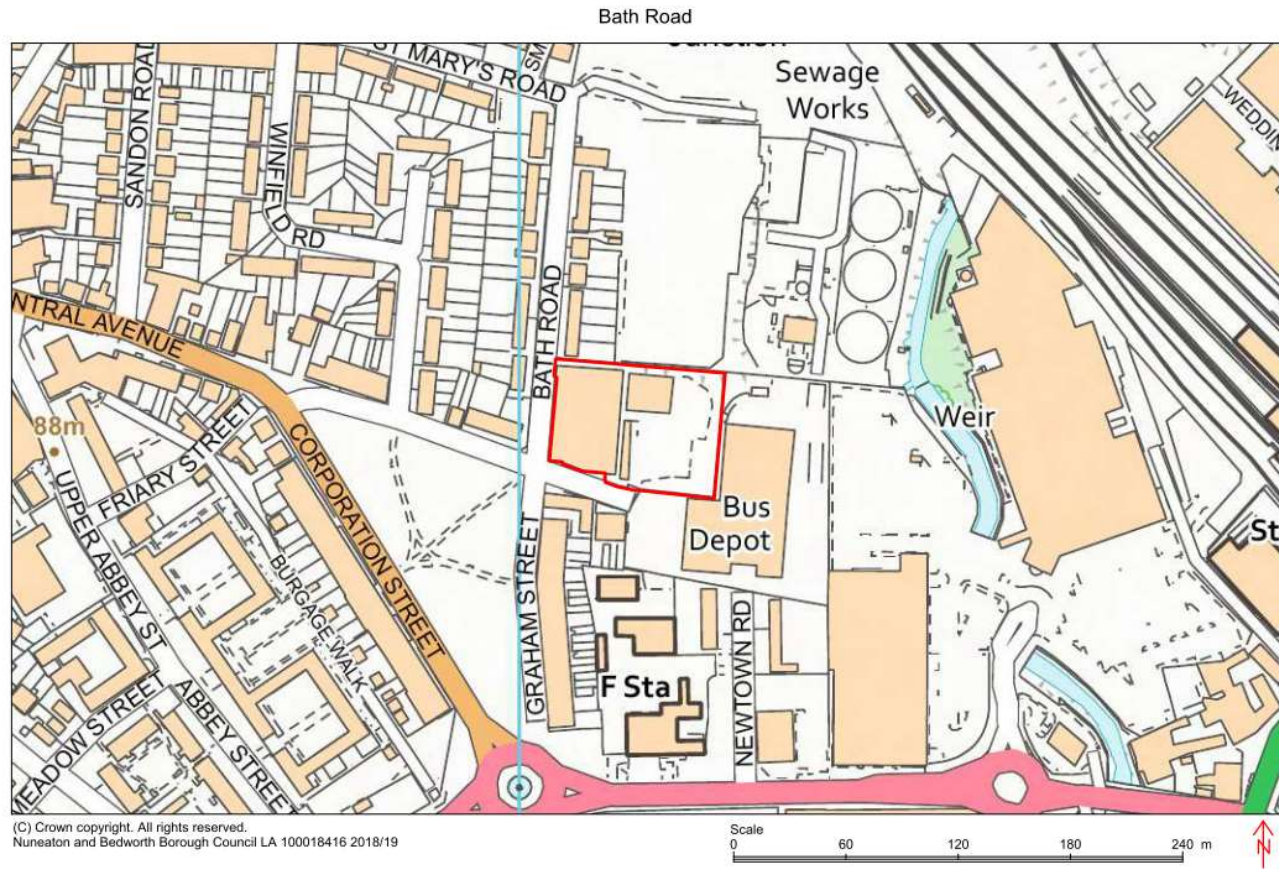 Bath Road
Junction
ST MARY'S ROAD
SM
Sewage
Works
WEDDIN
SANDON ROAD
WINFIELD RD
BATH ROAD
NTRAL AVENUE
Weir
88m
FRIARY STREET
CORPORATION STREET
UPPER ABBEY ST
BURGAGE WALK
GRAHAM STREET
Bus
Depot
St
F Sta
NEWTOWN RD
MEADOW STREET
ABBEY STREET
(C) Crown copyright. All rights reserved.
Nuneaton and Bedworth Borough Council LA 100018416 2018/19
Scale
0 60 120 180 240 m
N